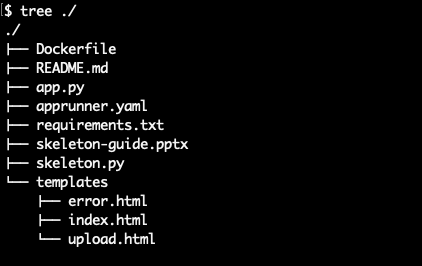 $ tree ./
./
├── Dockerfile
├── README.md
├── app.py
├── apprunner.yaml
├── requirements.txt
├── skeleton-guide.pptx
├── skeleton.py
└── templates
    ├── error.html
    ├── index.html
    └── upload.html